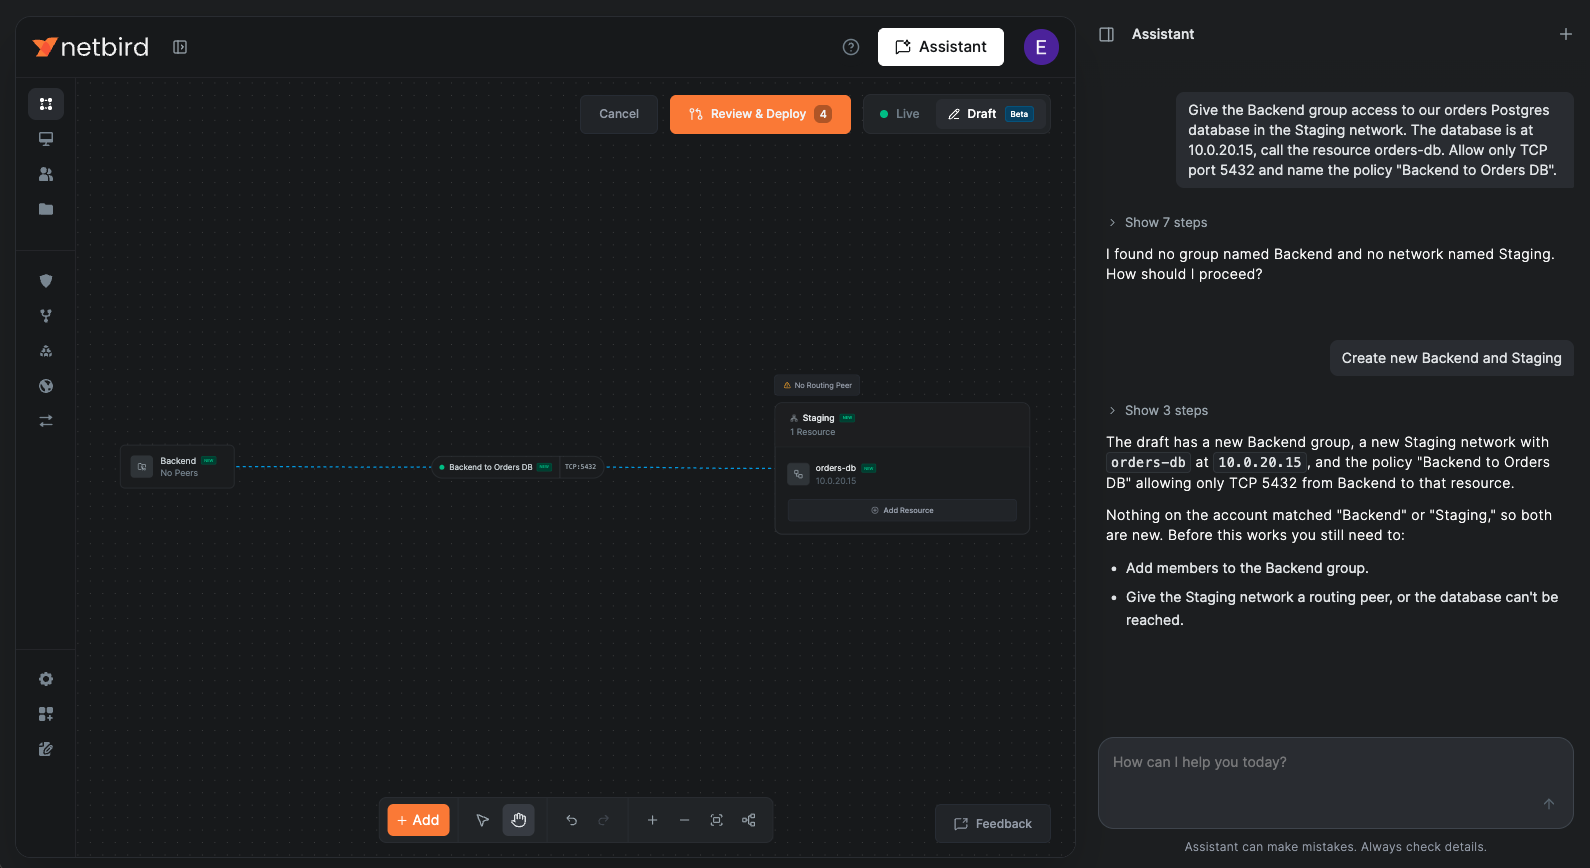 netbird
Assistant
E
Cancel
Review & Deploy 4
Live
Draft Beta
No Routing Peer
Staging NEW
1 Resource
orders-db NEW
10.0.20.15
Add Resource
Backend NEW
No Peers
Backend to Orders DB NEW TCP:5432
+ Add
Feedback
Assistant
Give the Backend group access to our orders Postgres
database in the Staging network. The database is at
10.0.20.15, call the resource orders-db. Allow only TCP
port 5432 and name the policy "Backend to Orders DB".
Show 7 steps
I found no group named Backend and no network named Staging.
How should I proceed?
Create new Backend and Staging
Show 3 steps
The draft has a new Backend group, a new Staging network with
orders-db at 10.0.20.15, and the policy "Backend to Orders
DB" allowing only TCP 5432 from Backend to that resource.
Nothing on the account matched "Backend" or "Staging," so both
are new. Before this works you still need to:
• Add members to the Backend group.
• Give the Staging network a routing peer, or the database can't be
reached.
How can I help you today?
Assistant can make mistakes. Always check details.